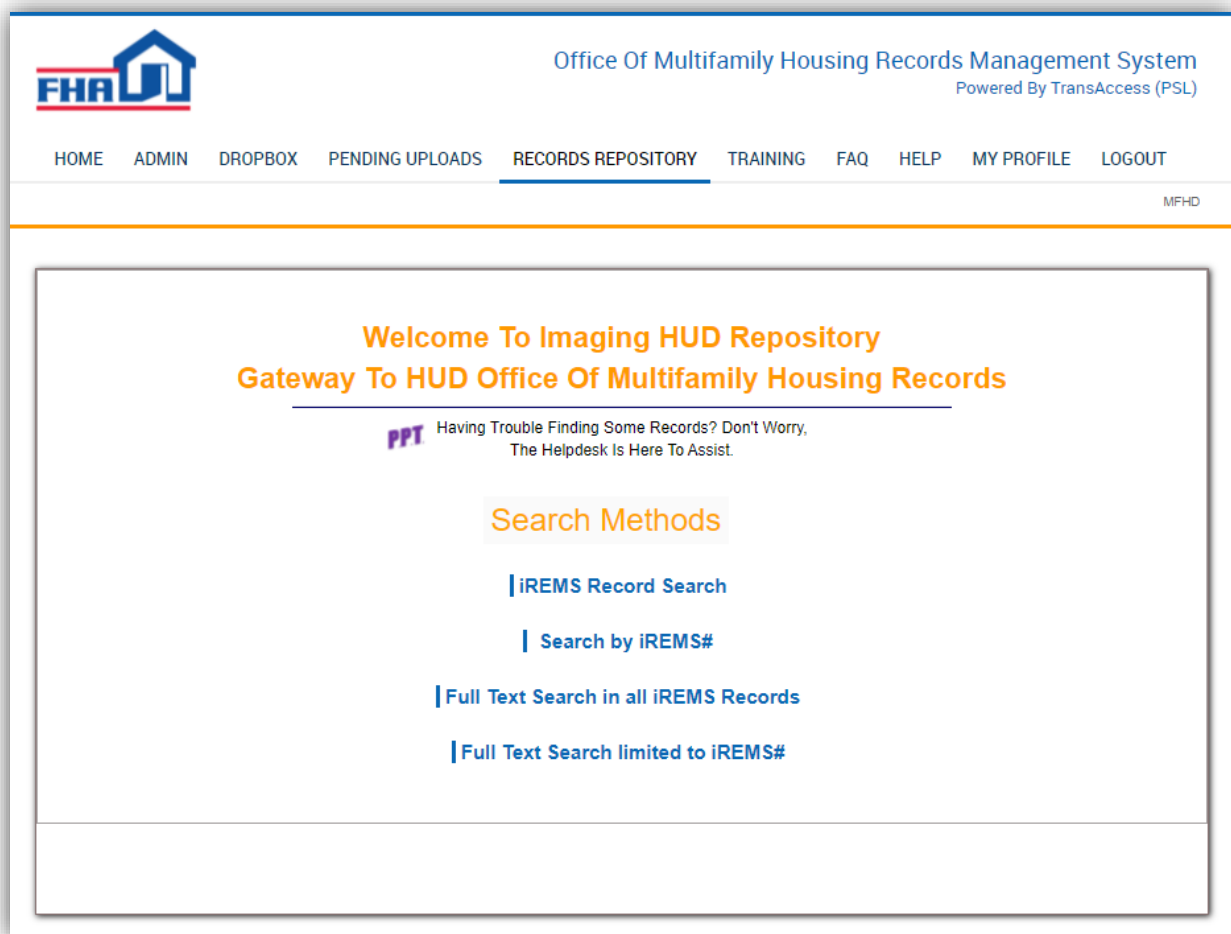 FHA
Office Of Multifamily Housing Records Management System
Powered By TransAccess (PSL)
HOME ADMIN DROPBOX PENDING UPLOADS RECORDS REPOSITORY TRAINING FAQ HELP MY PROFILE LOGOUT
MFHD
Welcome To Imaging HUD Repository
Gateway To HUD Office Of Multifamily Housing Records
PPT Having Trouble Finding Some Records? Don't Worry,
The Helpdesk Is Here To Assist.
Search Methods
iREMS Record Search
Search by iREMS#
Full Text Search in all iREMS Records
Full Text Search limited to iREMS#